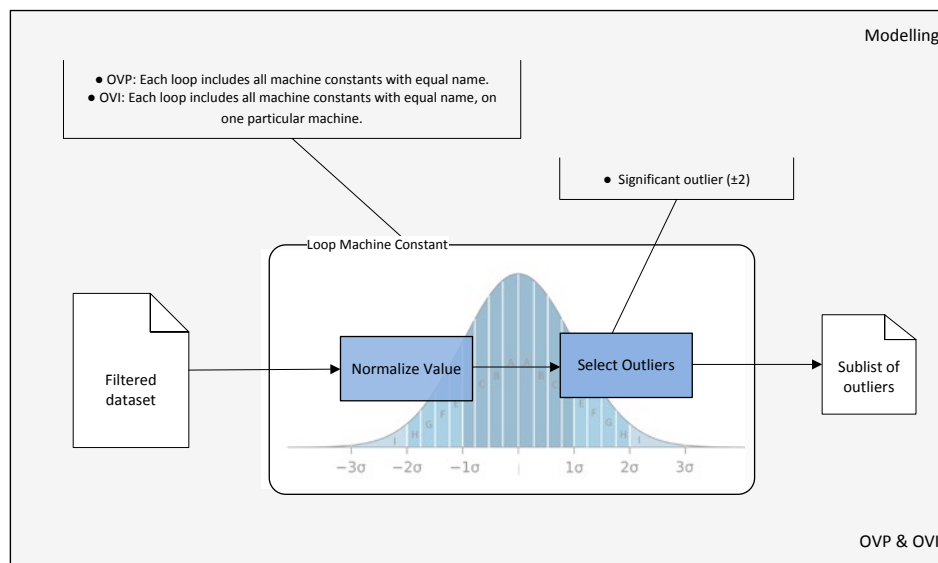 Modelling
● OVP: Each loop includes all machine constants with equal name.
● OVI: Each loop includes all machine constants with equal name, on
one particular machine.
● Significant outlier (±2)
Loop Machine Constant
Filtered
dataset
Normalize Value
Select Outliers
Sublist of
outliers
I H G F E C B A A B C E F G H I
−3σ −2σ −1σ 1σ 2σ 3σ
OVP & OVI